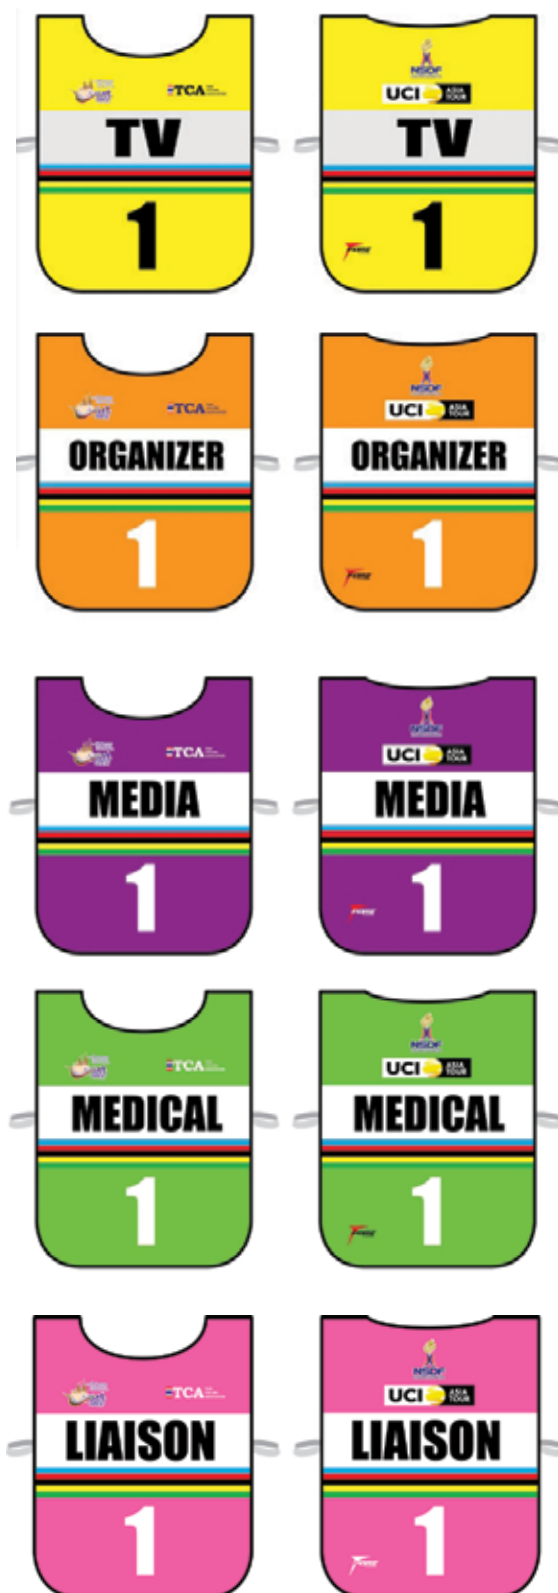 TCA
TV
1
NSDF
UCI ASIA TOUR
TV
1
TCA
ORGANIZER
1
NSDF
UCI ASIA TOUR
ORGANIZER
1
TCA
MEDIA
1
NSDF
UCI ASIA TOUR
MEDIA
1
TCA
MEDICAL
1
NSDF
UCI ASIA TOUR
MEDICAL
1
TCA
LIAISON
1
NSDF
UCI ASIA TOUR
LIAISON
1